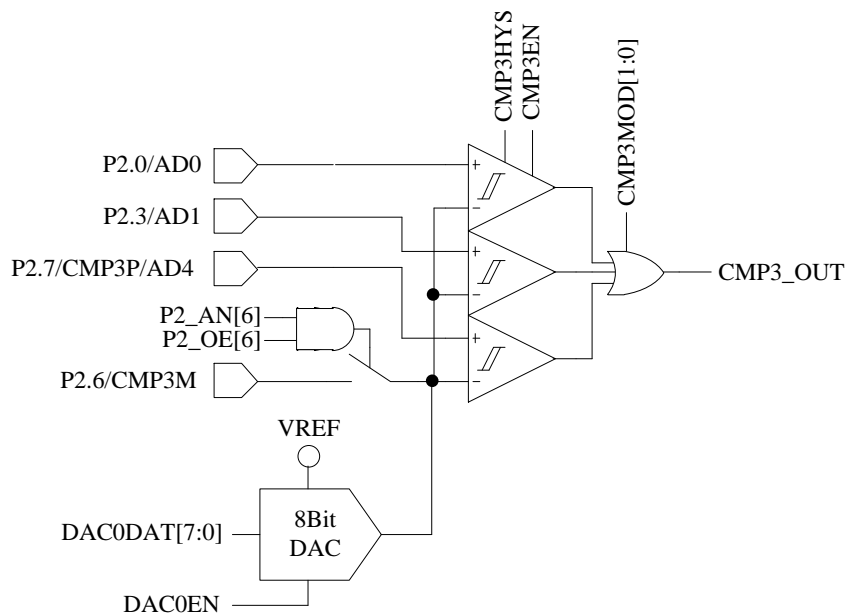 CMP3HYS
CMP3EN
CMP3MOD[1:0]
P2.0/AD0
+
-
P2.3/AD1
+
-
P2.7/CMP3P/AD4
CMP3_OUT
P2_AN[6]
P2_OE[6]
+
-
P2.6/CMP3M
VREF
8Bit
DAC
DAC0DAT[7:0]
DAC0EN